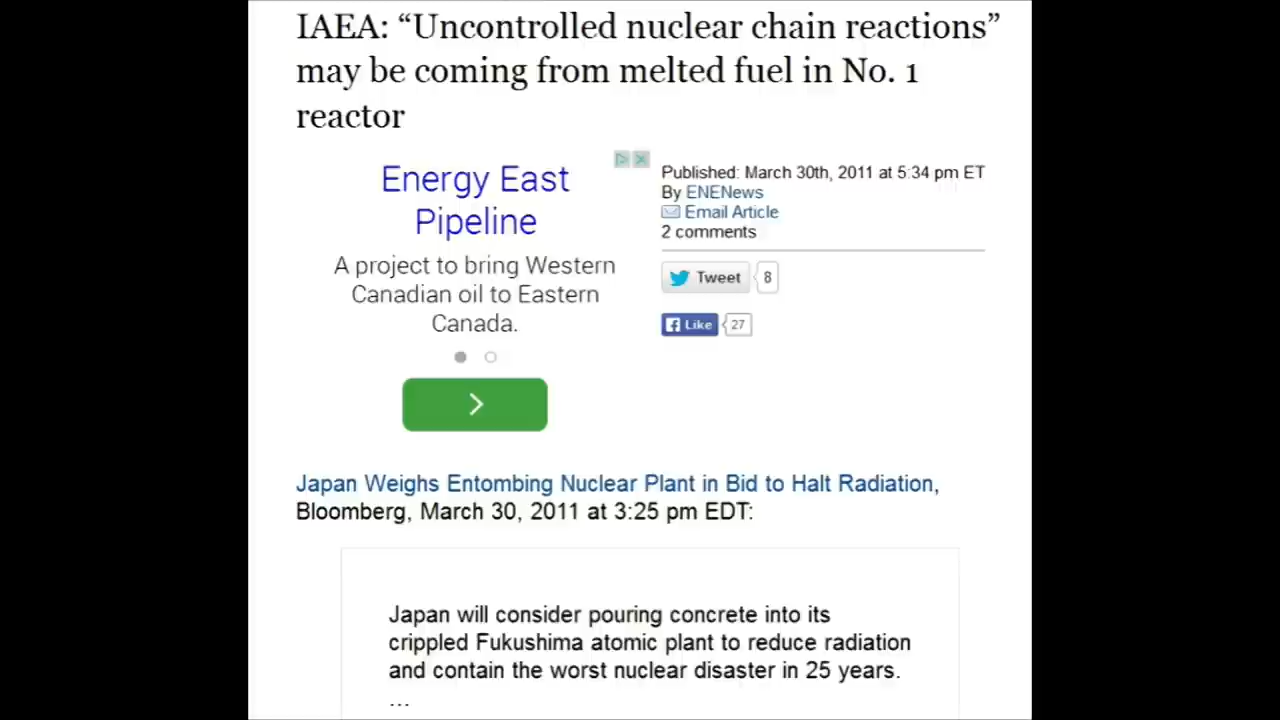 IAEA: “Uncontrolled nuclear chain reactions”
may be coming from melted fuel in No. 1
reactor
Energy East
Pipeline
A project to bring Western
Canadian oil to Eastern
Canada.
Published: March 30th, 2011 at 5:34 pm ET
By ENENews
Email Article
2 comments
Tweet 8
Like 27
Japan Weighs Entombing Nuclear Plant in Bid to Halt Radiation,
Bloomberg, March 30, 2011 at 3:25 pm EDT:
Japan will consider pouring concrete into its
crippled Fukushima atomic plant to reduce radiation
and contain the worst nuclear disaster in 25 years.
…